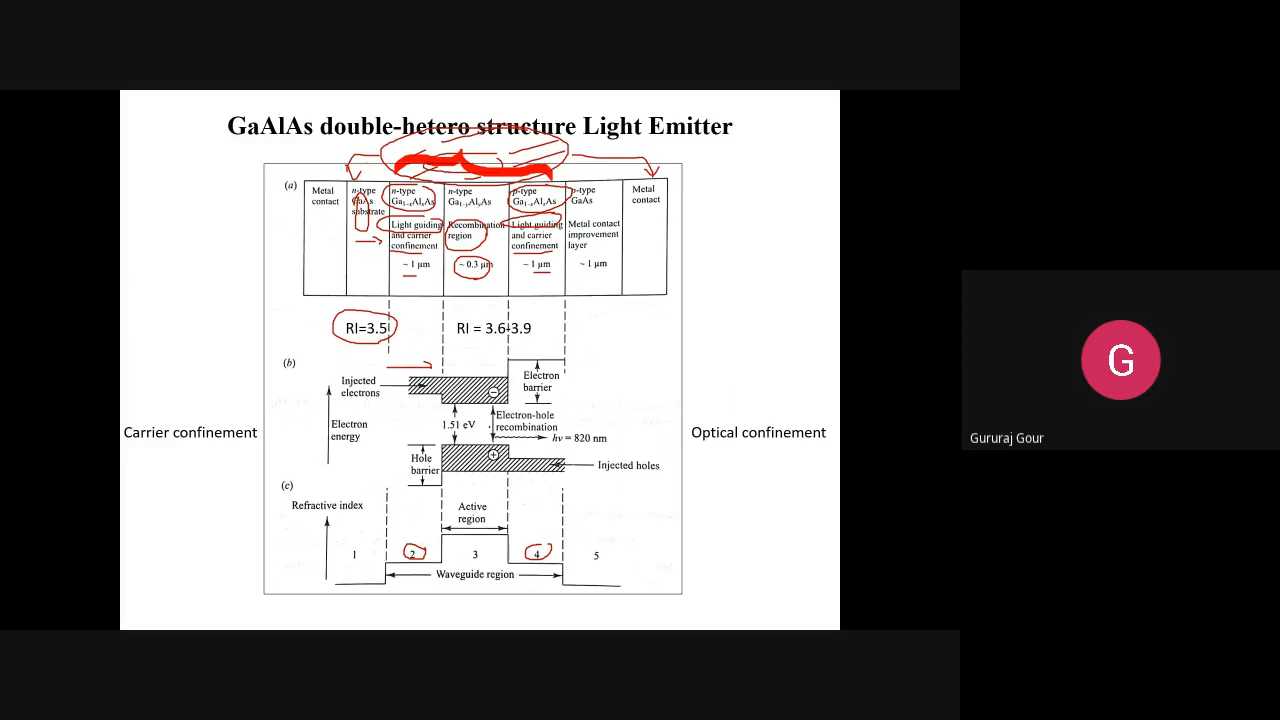 GaAlAs double-hetero structure Light Emitter
(a)
Metal
contact
n-type
GaAs
substrate
n-type
Ga1-xAlxAs
Light guiding
and carrier
confinement
~ 1 μm
n-type
Ga1-yAlyAs
Recombination
region
~ 0.3 μm
p-type
Ga1-xAlxAs
Light guiding
and carrier
confinement
~ 1 μm
p-type
GaAs
Metal contact
improvement
layer
~ 1 μm
Metal
contact
RI=3.5
RI = 3.6-3.9
(b)
Injected
electrons
Electron
barrier
Electron
energy
1.51 eV
Electron-hole
recombination
hν = 820 nm
Hole
barrier
Injected holes
Carrier confinement
Optical confinement
(c)
Refractive index
Active
region
1 2 3 4 5
Waveguide region
G
Gururaj Gour